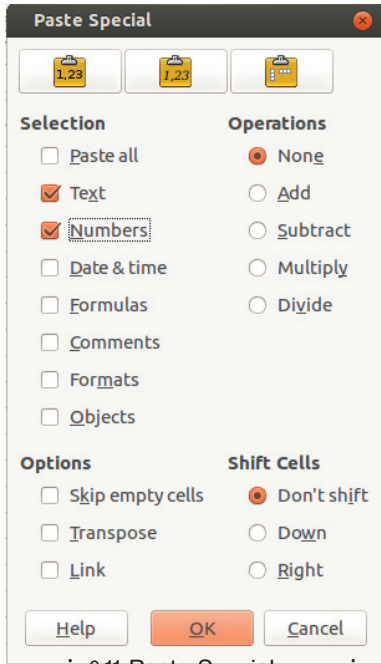 Paste Special
1,23
1,23
Selection
Operations
Paste all
None
Text
Add
Numbers
Subtract
Date & time
Multiply
Formulas
Divide
Comments
Formats
Objects
Options
Shift Cells
Skip empty cells
Don't shift
Transpose
Down
Link
Right
Help
OK
Cancel
Paste Special